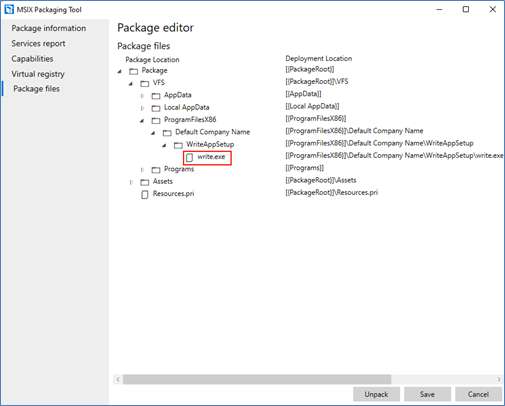 MSIX Packaging Tool
Package information
Services report
Capabilities
Virtual registry
Package files
Package editor
Package files
Package Location Deployment Location
Package [{PackageRoot}]
VFS [{PackageRoot}]\VFS
AppData [{AppData}]
Local AppData [{Local AppData}]
ProgramFilesX86 [{ProgramFilesX86}]
Default Company Name [{ProgramFilesX86}]\Default Company Name
WriteAppSetup [{ProgramFilesX86}]\Default Company Name\WriteAppSetup
write.exe [{ProgramFilesX86}]\Default Company Name\WriteAppSetup\write.exe
Programs [{Programs}]
Assets [{PackageRoot}]\Assets
Resources.pri [{PackageRoot}]\Resources.pri
Unpack Save Cancel